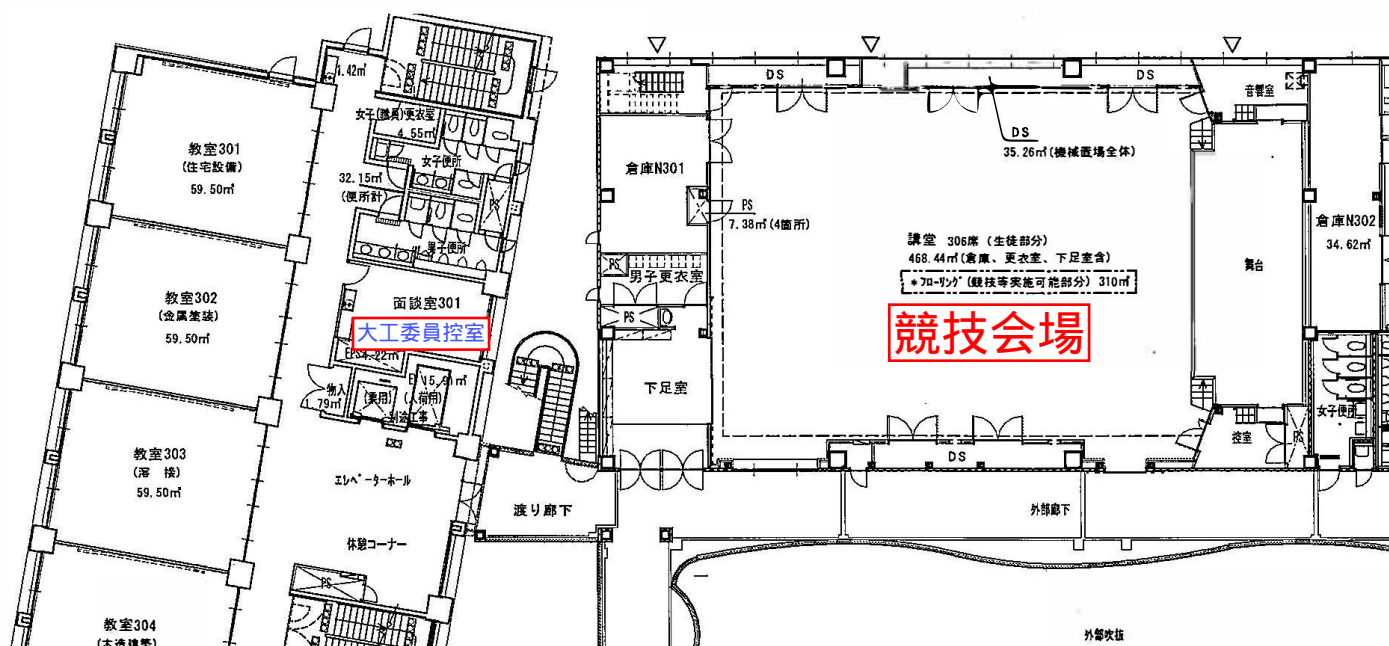 1.42㎡
女子(職員)更衣室
4.55㎡
教室301
(住宅設備)
59.50㎡
女子便所
32.15㎡
(便所計)
PS
男子便所
教室302
(金属塗装)
59.50㎡
面談室301
大工委員控室
4.22㎡
物入
1.79㎡
(乗用)
(人荷用)
別途工事
教室303
(溶 接)
59.50㎡
エレベーターホール
休憩コーナー
PS
教室304
(木造建築)
渡り廊下
DS
DS
DS
35.26㎡(機械置場全体)
音響室
倉庫N301
PS
7.38㎡(4箇所)
PS
男子更衣室
PS
下足室
講堂 306席 (生徒部分)
468.44㎡(倉庫、更衣室、下足室含)
*フローリング(競技等実施可能部分) 310㎡
競技会場
舞台
倉庫N302
34.62㎡
女子便所
控室
PS
DS
外部廊下
外部吹抜